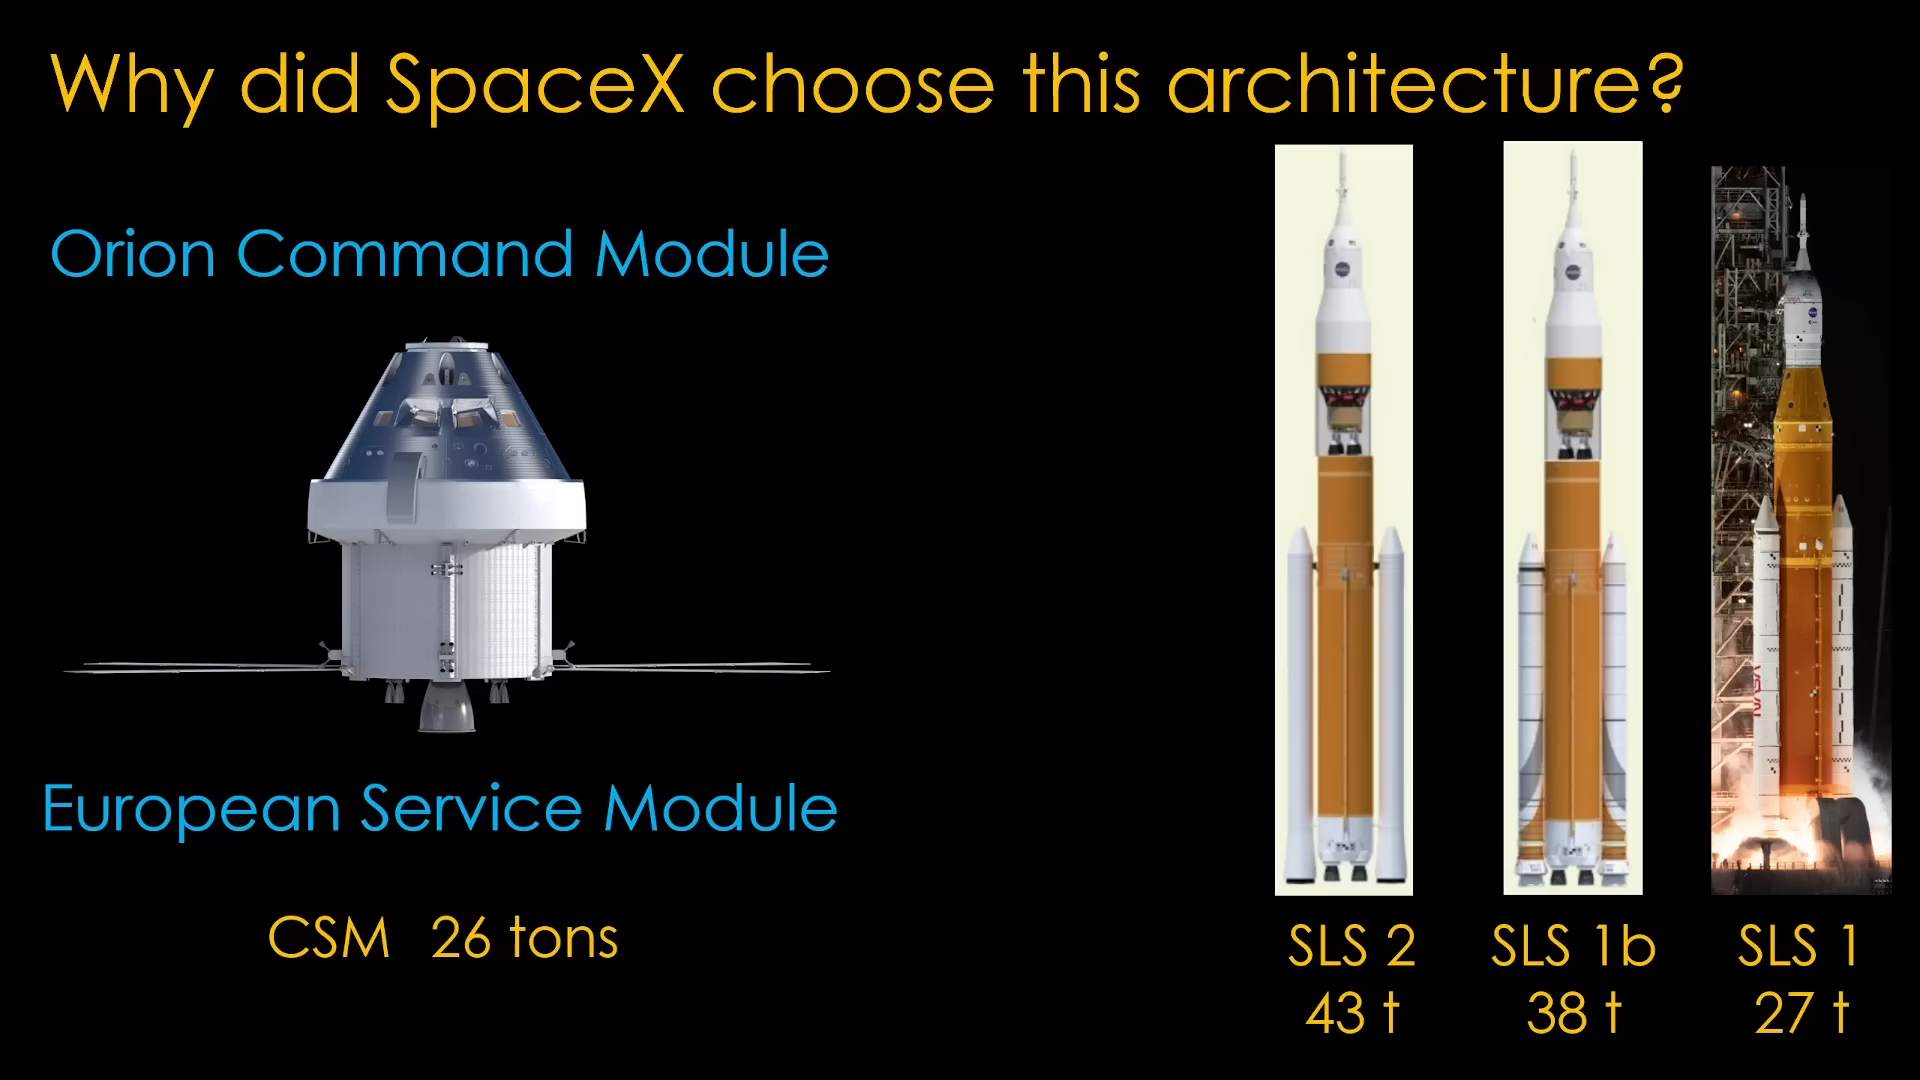 Why did SpaceX choose this architecture?
Orion Command Module
European Service Module
CSM 26 tons
SLS 2
43 t
SLS 1b
38 t
SLS 1
27 t
NASA